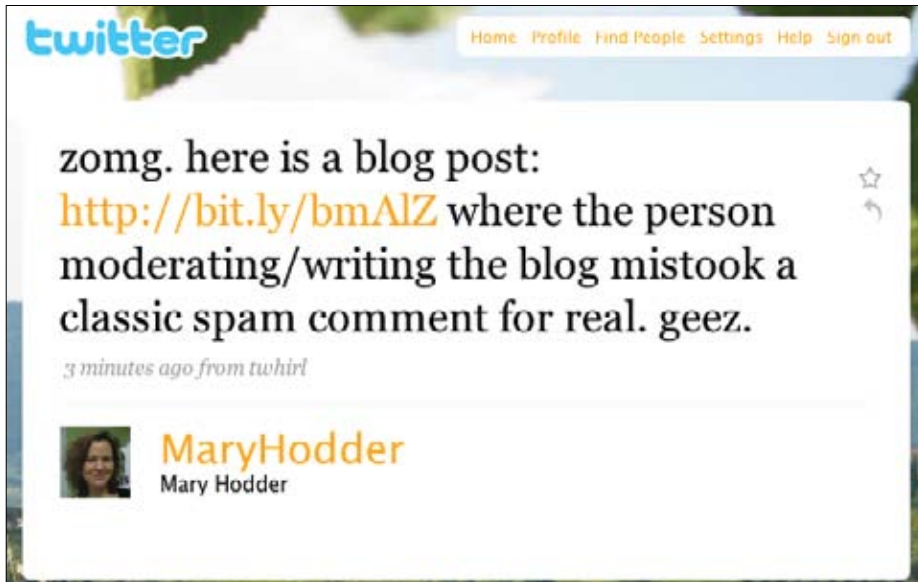 twitter
Home Profile Find People Settings Help Sign out
zomg. here is a blog post:
http://bit.ly/bmAlZ where the person
moderating/writing the blog mistook a
classic spam comment for real. geez.
3 minutes ago from twhirl
MaryHodder
Mary Hodder